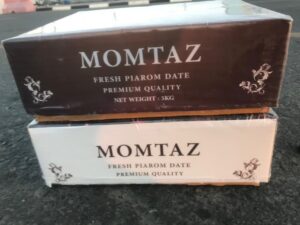 MOMTAZ
FRESH PIAROM DATE
PREMIUM QUALITY
NET WEIGHT : 5KG
MOMTAZ
FRESH PIAROM DATE
PREMIUM QUALITY